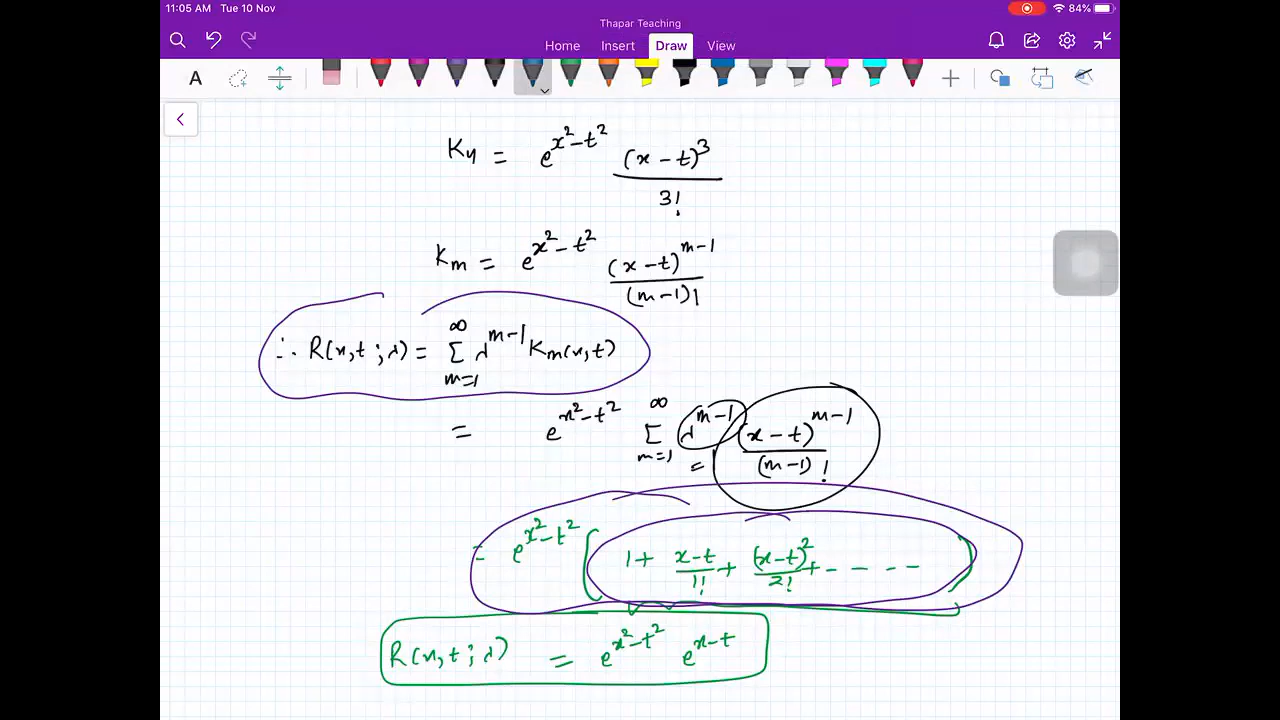 11:05 AM Tue 10 Nov 84%
Thapar Teaching
Home Insert Draw View
A
K₄ = e^{x²-t²} (x-t)³/3!
Kₘ = e^{x²-t²} (x-t)^{m-1}/(m-1)!
∴ R(x,t;λ) = ∑_{m=1}^{∞} λ^{m-1} Kₘ(x,t)
= e^{x²-t²} ∑_{m=1}^{∞} λ^{m-1} (x-t)^{m-1}/(m-1)!
=
= e^{x²-t²} (1 + (x-t)/1! + (x-t)²/2! + - - - -)
R(x,t;λ) = e^{x²-t²} e^{x-t}